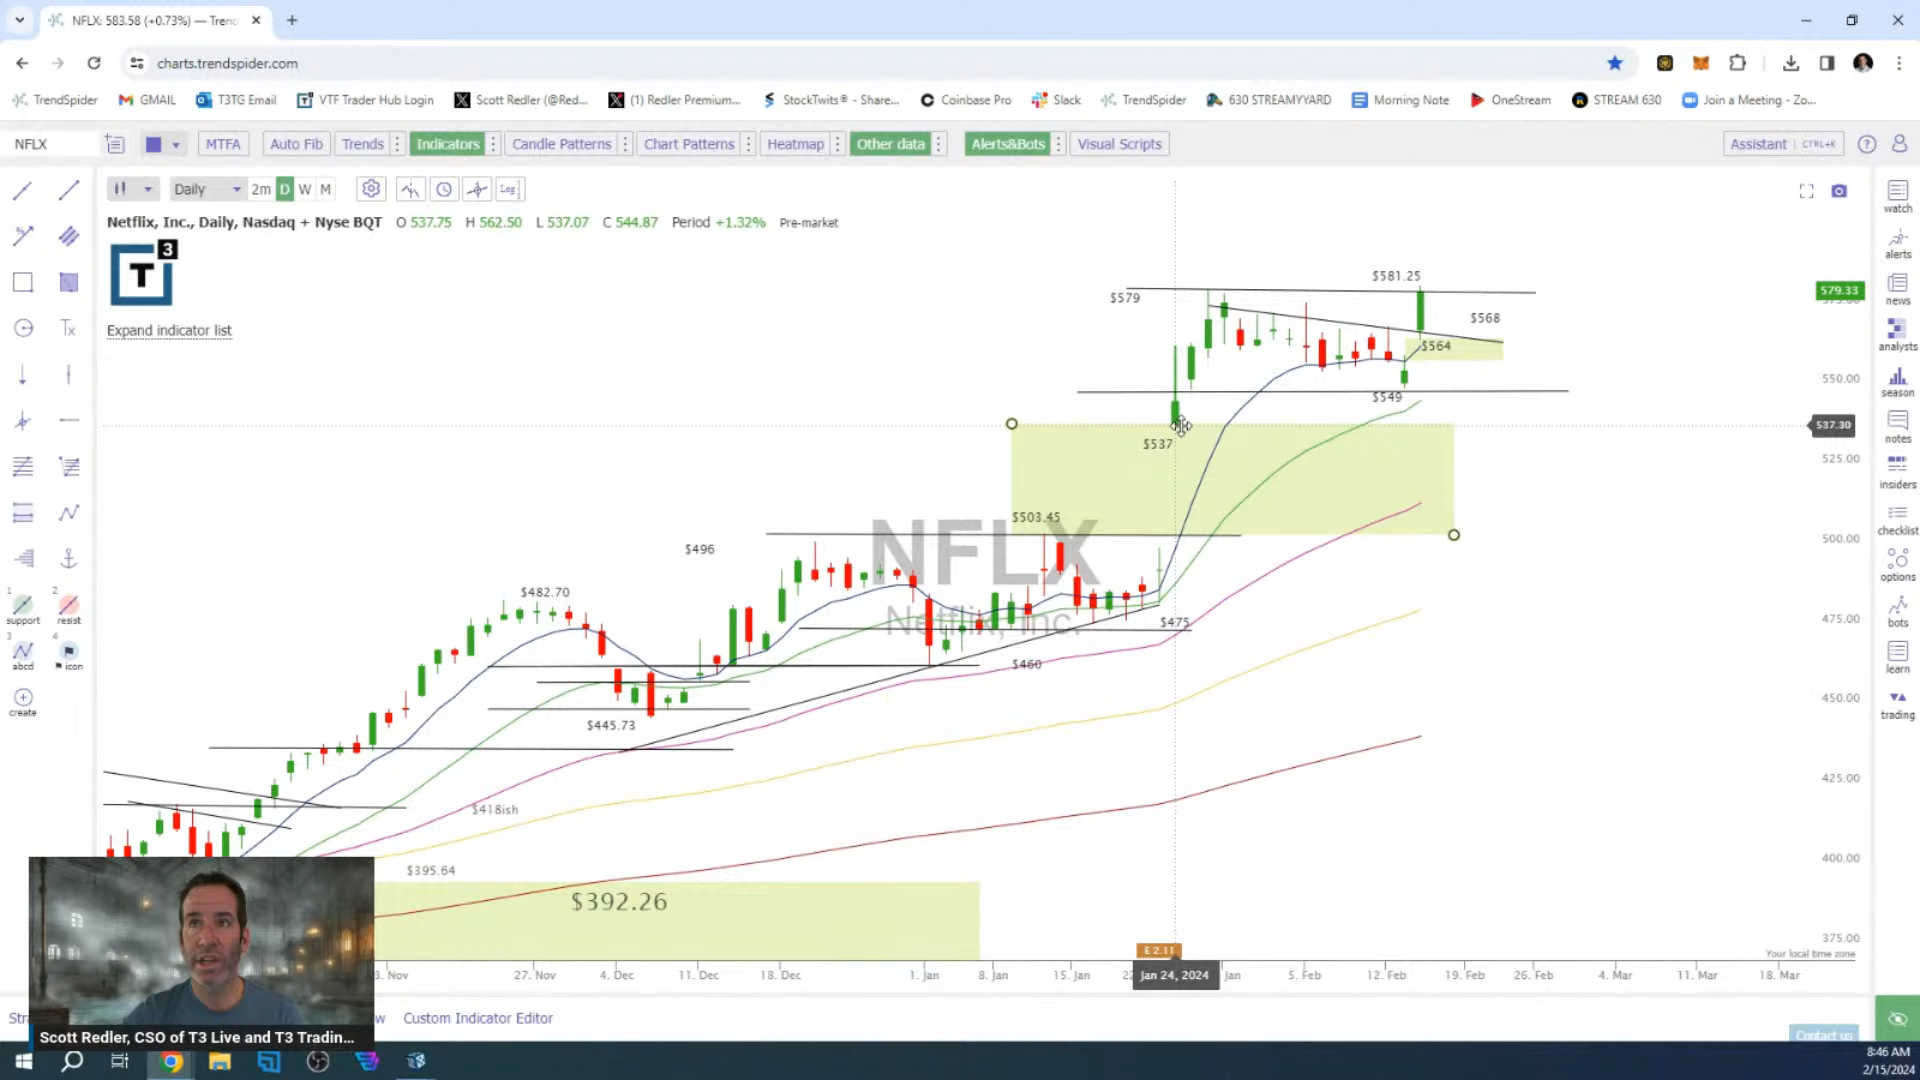 NFLX: 583.58 (+0.73%) — Tren
charts.trendspider.com
TrendSpider
GMAIL
T3TG Email
VTF Trader Hub Login
Scott Redler (@Red...
(1) Redler Premium...
StockTwits® - Share...
Coinbase Pro
Slack
TrendSpider
630 STREAMYYARD
Morning Note
OneStream
STREAM 630
Join a Meeting - Zo...
NFLX
MTFA
Auto Fib
Trends
Indicators
Candle Patterns
Chart Patterns
Heatmap
Other data
Alerts&Bots
Visual Scripts
Assistant CTRL+K
Daily
2m
D
W
M
Log
Netflix, Inc., Daily, Nasdaq + Nyse BQT O 537.75 H 562.50 L 537.07 C 544.87 Period +1.32% Pre-market
T 3
Expand indicator list
$581.25
$579
$568
$564
$549
$537
$503.45
$496
$482.70
$475
$460
$445.73
$418ish
$395.64
$392.26
NFLX
Netflix, Inc.
579.33
550.00
537.30
525.00
500.00
475.00
450.00
425.00
400.00
375.00
Your local time zone
E 2.11
Nov
27. Nov
4. Dec
11. Dec
18. Dec
1. Jan
8. Jan
15. Jan
Jan 24, 2024
Jan
5. Feb
12. Feb
19. Feb
26. Feb
4. Mar
11. Mar
18. Mar
support
resist
abcd
icon
create
watch
alerts
news
analysts
season
notes
insiders
checklist
options
bots
learn
trading
Custom Indicator Editor
Contact us
Scott Redler, CSO of T3 Live and T3 Tradin...
8:46 AM
2/15/2024